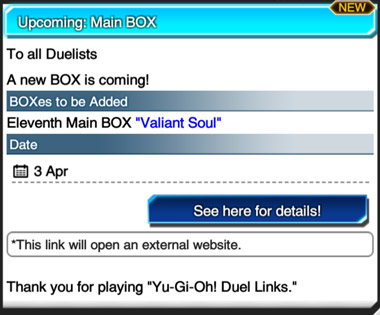 NEW
Upcoming: Main BOX
To all Duelists
A new BOX is coming!
BOXes to be Added
Eleventh Main BOX "Valiant Soul"
Date
3 Apr
See here for details!
*This link will open an external website.
Thank you for playing "Yu-Gi-Oh! Duel Links."